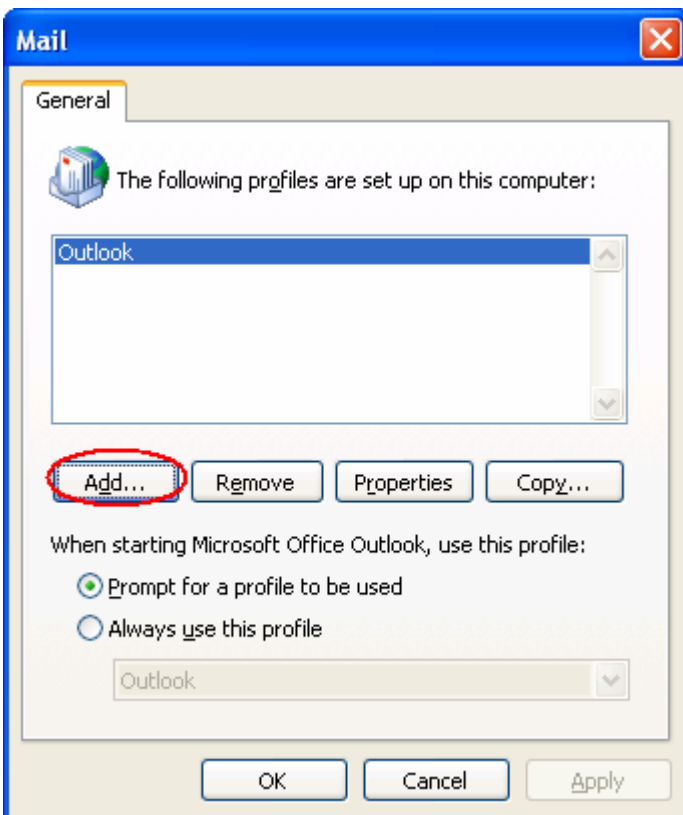 Mail
General
The following profiles are set up on this computer:
Outlook
Add... Remove Properties Copy...
When starting Microsoft Office Outlook, use this profile:
Prompt for a profile to be used
Always use this profile
Outlook
OK Cancel Apply